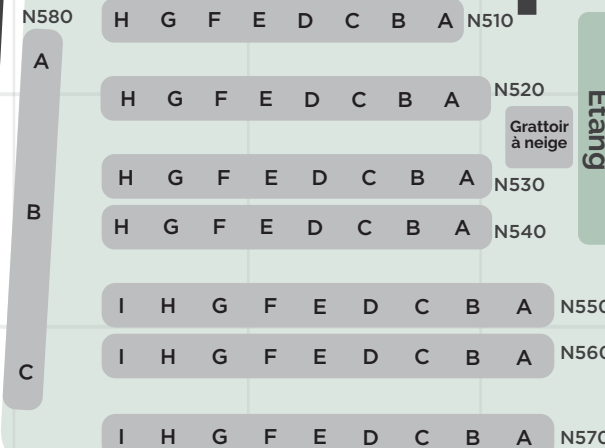 N580
H G F E D C B A N510
A
H G F E D C B A N520
Grattoir
à neige
Etang
H G F E D C B A N530
B
H G F E D C B A N540
I H G F E D C B A N550
I H G F E D C B A N560
C
I H G F E D C B A N570